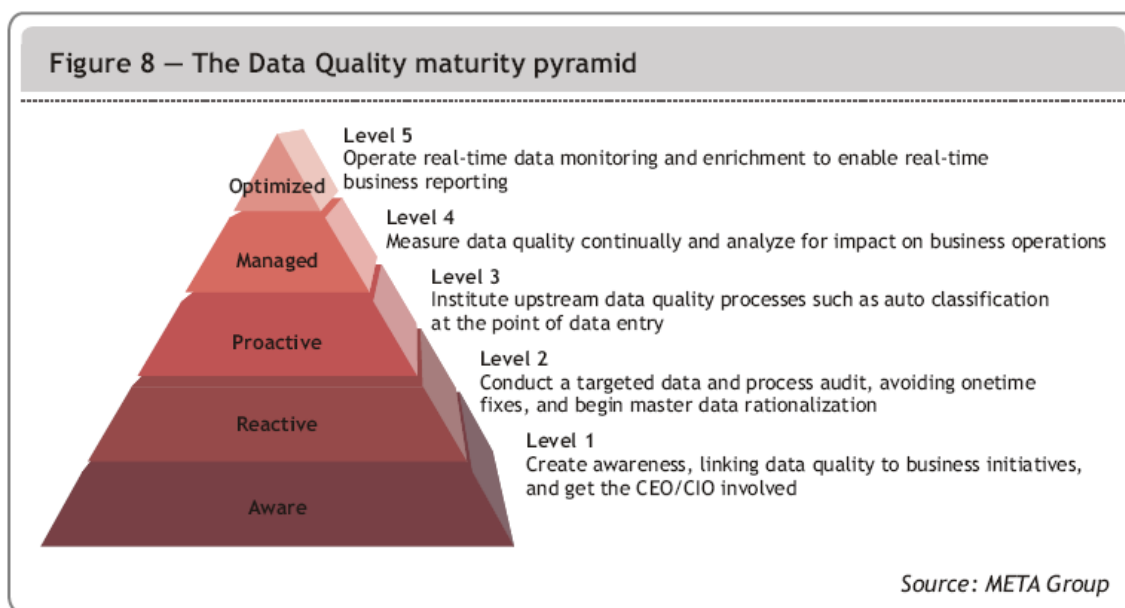 Figure 8 — The Data Quality maturity pyramid
Level 5
Operate real-time data monitoring and enrichment to enable real-time
business reporting
Optimized
Level 4
Measure data quality continually and analyze for impact on business operations
Managed
Level 3
Institute upstream data quality processes such as auto classification
at the point of data entry
Proactive
Level 2
Conduct a targeted data and process audit, avoiding onetime
fixes, and begin master data rationalization
Reactive
Level 1
Create awareness, linking data quality to business initiatives,
and get the CEO/CIO involved
Aware
Source: META Group